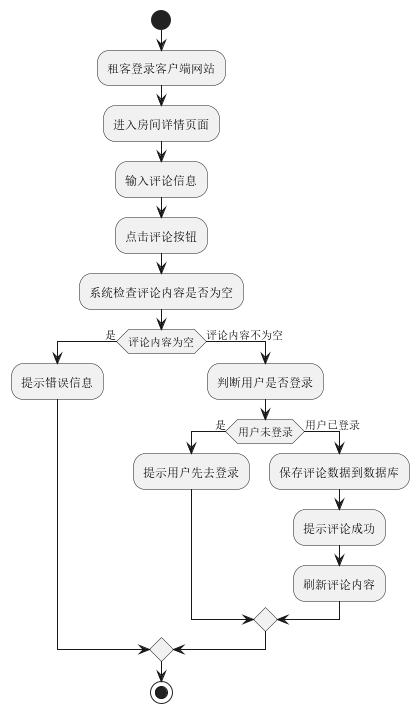 租客登录客户端网站
进入房间详情页面
输入评论信息
点击评论按钮
系统检查评论内容是否为空
是
评论内容为空
评论内容不为空
提示错误信息
判断用户是否登录
是
用户未登录
用户已登录
提示用户先去登录
保存评论数据到数据库
提示评论成功
刷新评论内容